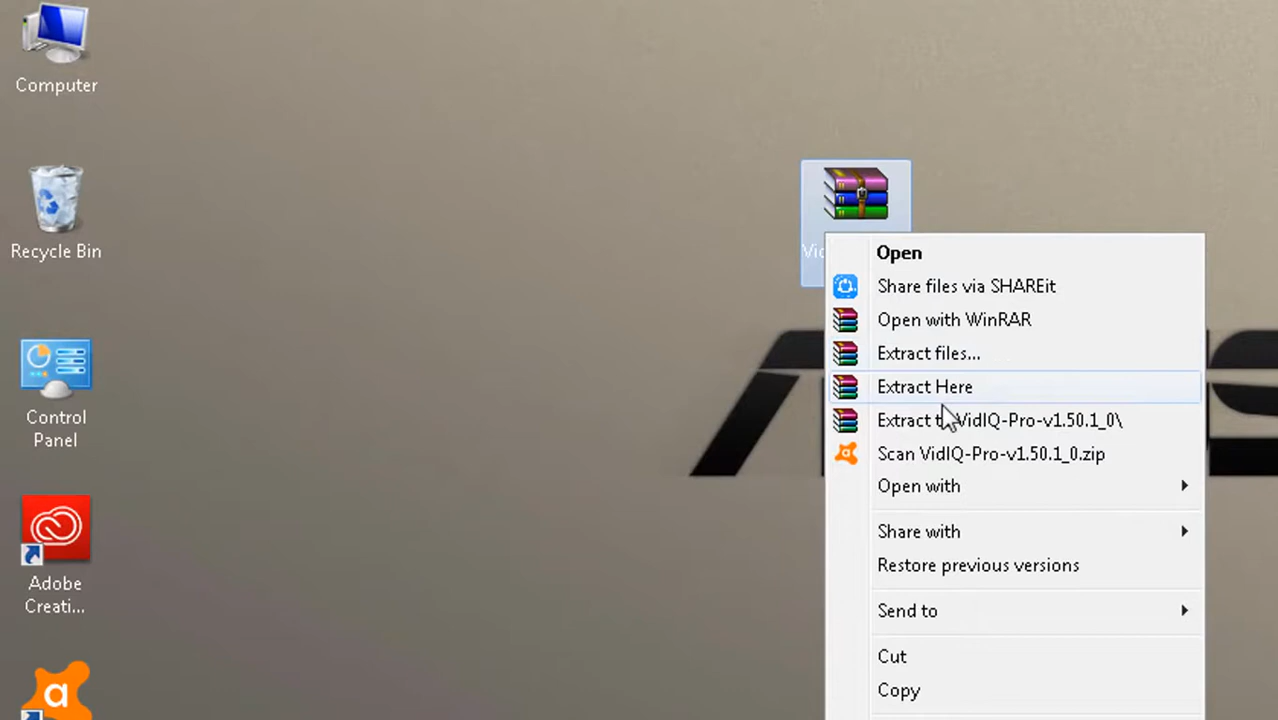 Computer
Recycle Bin
Control
Panel
Adobe
Creati...
Open
Share files via SHAREit
Open with WinRAR
Extract files...
Extract Here
Extract VidIQ-Pro-v1.50.1_0\
Scan VidIQ-Pro-v1.50.1_0.zip
Open with
Share with
Restore previous versions
Send to
Cut
Copy